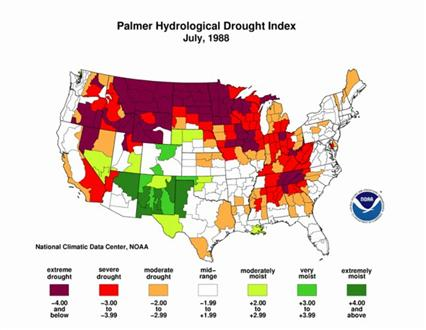 Palmer Hydrological Drought Index
July, 1988
NOAA
National Climatic Data Center, NOAA
extreme drought
severe drought
moderate drought
mid- range
moderately moist
very moist
extremely moist
-4.00 and below
-3.00 to -3.99
-2.00 to -2.99
-1.99 to +1.99
+2.00 to +2.99
+3.00 to +3.99
+4.00 and above